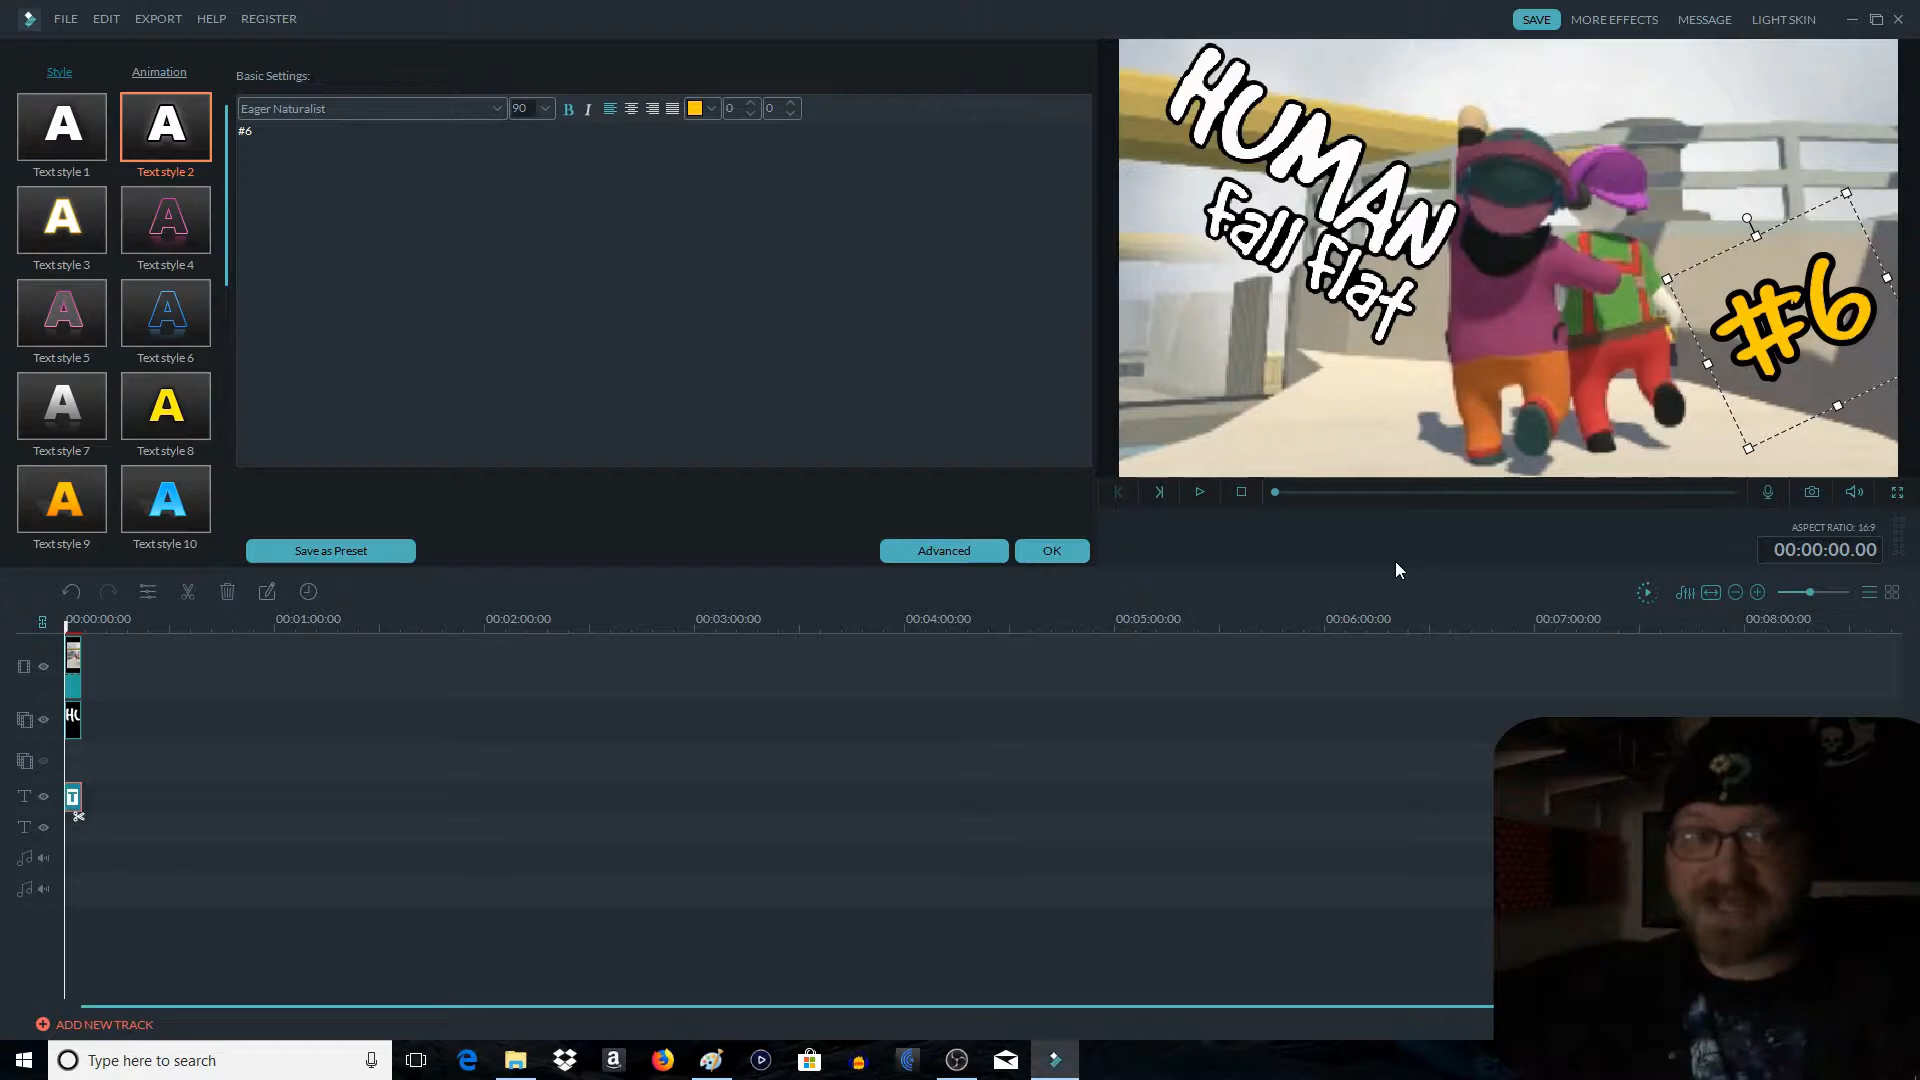 FILE EDIT EXPORT HELP REGISTER
SAVE MORE EFFECTS MESSAGE LIGHT SKIN
Style Animation
A A
Text style 1 Text style 2
A A
Text style 3 Text style 4
A A
Text style 5 Text style 6
A A
Text style 7 Text style 8
A A
Text style 9 Text style 10
Basic Settings:
Eager Naturalist 90 B I 0 0
#6
Save as Preset Advanced OK
HUMAN
fall flat
#6
ASPECT RATIO: 16:9
00:00:00.00
00:00:00:00 00:01:00:00 00:02:00:00 00:03:00:00 00:04:00:00 00:05:00:00 00:06:00:00 00:07:00:00 00:08:00:00
HU
T
T
T
ADD NEW TRACK
Type here to search